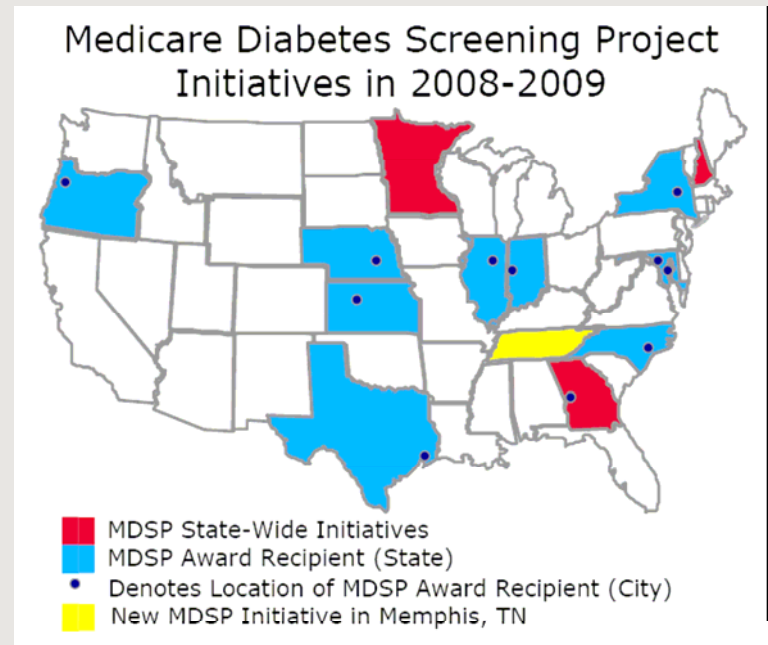 Medicare Diabetes Screening Project
Initiatives in 2008-2009
MDSP State-Wide Initiatives
MDSP Award Recipient (State)
Denotes Location of MDSP Award Recipient (City)
New MDSP Initiative in Memphis, TN